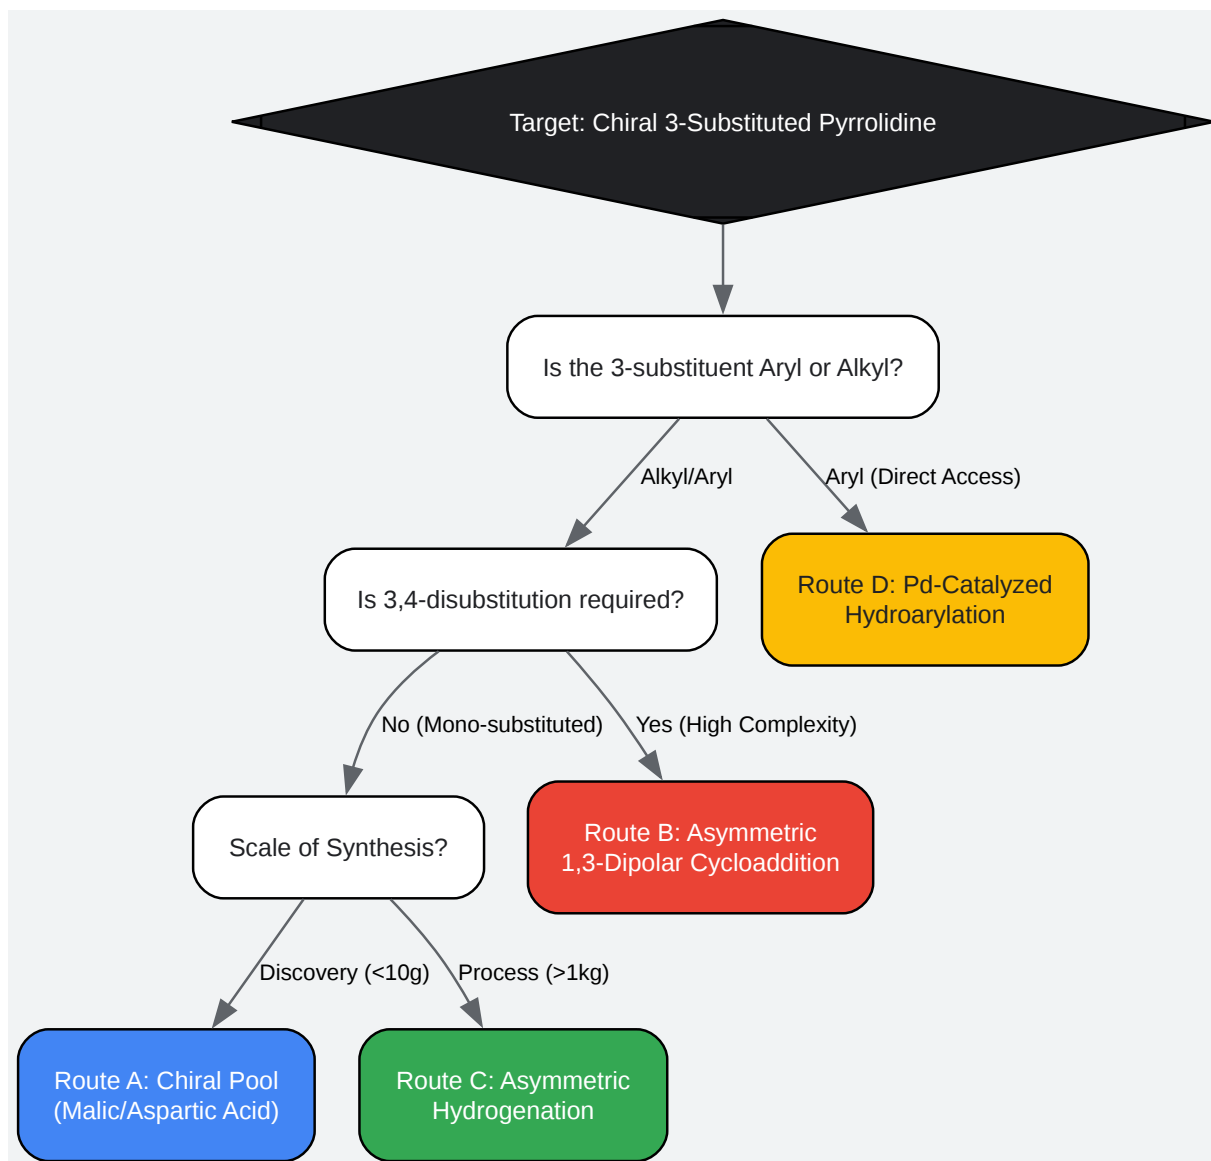 Target: Chiral 3-Substituted Pyrrolidine
Is the 3-substituent Aryl or Alkyl?
Alkyl/Aryl
Aryl (Direct Access)
Is 3,4-disubstitution required?
Route D: Pd-Catalyzed
Hydroarylation
No (Mono-substituted)
Yes (High Complexity)
Scale of Synthesis?
Route B: Asymmetric
1,3-Dipolar Cycloaddition
Discovery (<10g)
Process (>1kg)
Route A: Chiral Pool
(Malic/Aspartic Acid)
Route C: Asymmetric
Hydrogenation